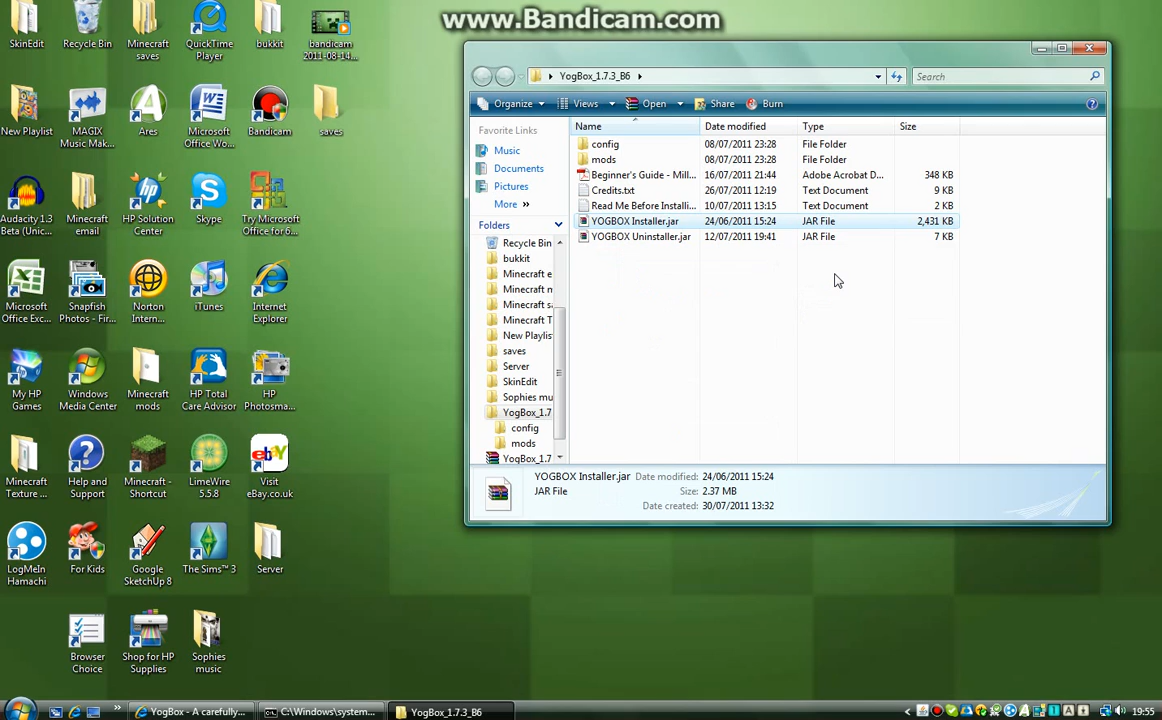 www.Bandicam.com
SkinEdit
Recycle Bin
Minecraft
saves
QuickTime
Player
bukkit
bandicam
2011-08-14...
New Playlist
MAGIX
Music Mak...
Ares
Microsoft
Office Wo...
Bandicam
saves
Audacity 1.3
Beta (Unic...
Minecraft
email
HP Solution
Center
Skype
Try Microsoft
Office for 6...
Microsoft
Office Exc...
Snapfish
Photos - Fir...
Norton
Intern...
iTunes
Internet
Explorer
My HP
Games
Windows
Media Center
Minecraft
mods
HP Total
Care Advisor
HP
Photosma...
Minecraft
Texture ...
Help and
Support
Minecraft -
Shortcut
LimeWire
5.5.8
Visit
eBay.co.uk
LogMeIn
Hamachi
For Kids
Google
SketchUp 8
The Sims™ 3
Server
Browser
Choice
Shop for HP
Supplies
Sophies
music
YogBox_1.7.3_B6
Search
Organize
Views
Open
Share
Burn
Favorite Links
Music
Documents
Pictures
More »
Folders
Recycle Bin
bukkit
Minecraft e
Minecraft m
Minecraft s
Minecraft T
New Playlis
saves
Server
SkinEdit
Sophies mu
YogBox_1.7
config
mods
YogBox_1.7
Name Date modified Type Size
config 08/07/2011 23:28 File Folder
mods 08/07/2011 23:28 File Folder
Beginner's Guide - Mill... 16/07/2011 21:44 Adobe Acrobat D... 348 KB
Credits.txt 26/07/2011 12:19 Text Document 9 KB
Read Me Before Installi... 10/07/2011 13:15 Text Document 2 KB
YOGBOX Installer.jar 24/06/2011 15:24 JAR File 2,431 KB
YOGBOX Uninstaller.jar 12/07/2011 19:41 JAR File 7 KB
YOGBOX Installer.jar Date modified: 24/06/2011 15:24
JAR File Size: 2.37 MB
Date created: 30/07/2011 13:32
YogBox - A carefully...
C:\Windows\system...
YogBox_1.7.3_B6
19:55